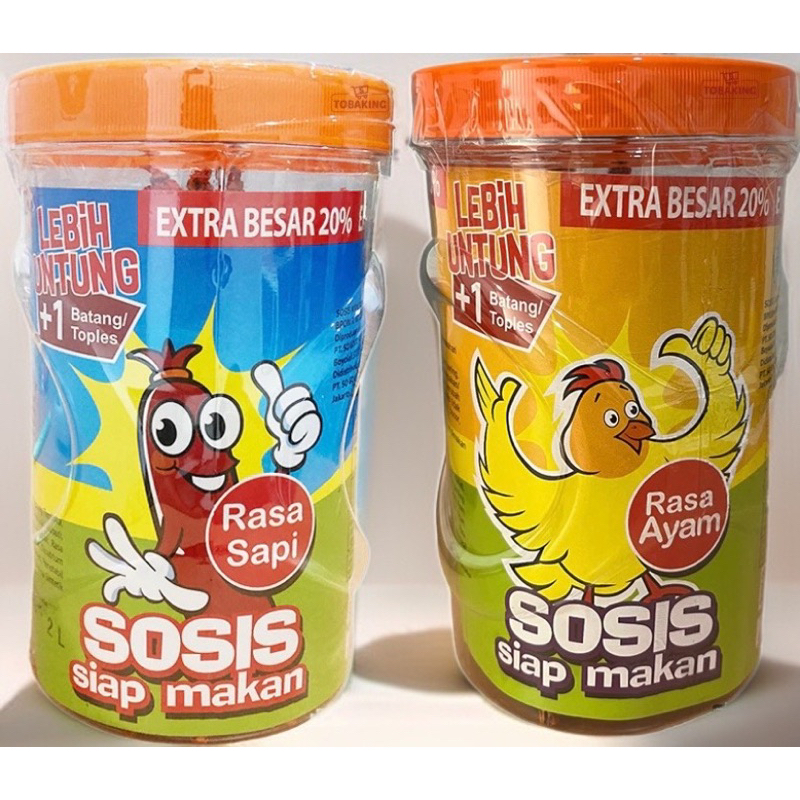 TOBAKING
LEBiH
UNTUNG
+1 Batang/
Toples
EXTRA BESAR 20%
Rasa
Sapi
SOSIS
siap makan
2 L
TOBAKING
LEBiH
UNTUNG
+1 Batang/
Toples
EXTRA BESAR 20%
Rasa
Ayam
SOSIS
siap makan